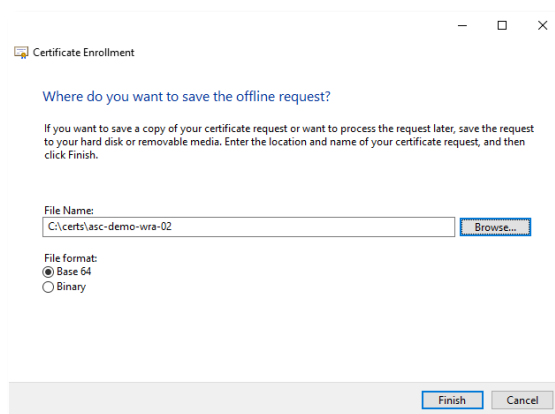 Certificate Enrollment
Where do you want to save the offline request?
If you want to save a copy of your certificate request or want to process the request later, save the request
to your hard disk or removable media. Enter the location and name of your certificate request, and then
click Finish.
File Name:
C:\certs\asc-demo-wra-02
Browse...
File format:
Base 64
Binary
Finish
Cancel